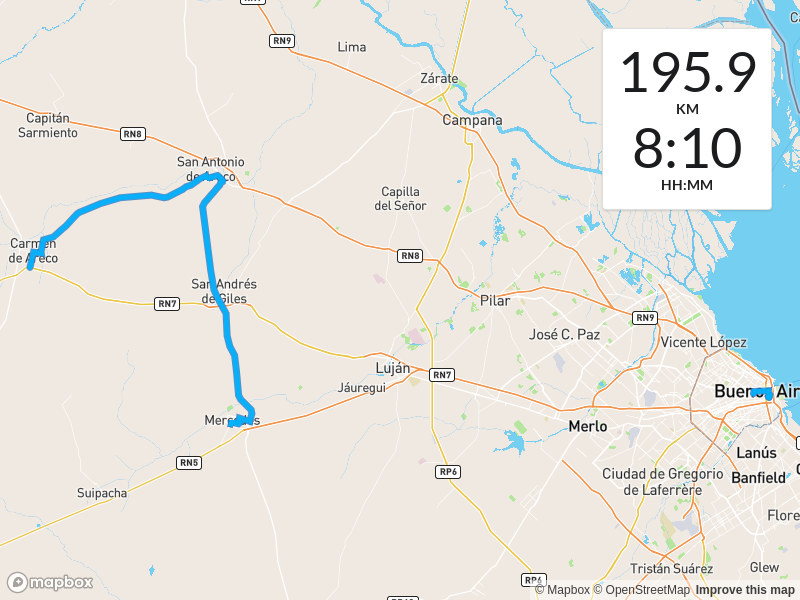 RN9
Lima
Zárate
195.9
KM
8:10
HH:MM
Capitán
Sarmiento
RN8
Campana
San Antonio
de Areco
Capilla
del Señor
Carmen
de Areco
RN8
San Andrés
de Giles
RN7
Pilar
RN9
José C. Paz
Vicente López
Luján
RN7
Jáuregui
Buenos Air
Mercedes
Merlo
Lanús
RN5
RP6
Ciudad de Gregorio
de Laferrère
Banfield
Suipacha
Flore
Tristán Suárez
Glew
RP6
mapbox
© Mapbox © OpenStreetMap Improve this map